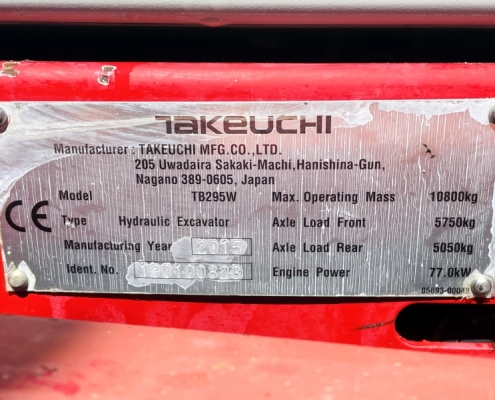 TAKEUCHI
Manufacturer : TAKEUCHI MFG.CO.,LTD.
205 Uwadaira Sakaki-Machi,Hanishina-Gun,
Nagano 389-0605, Japan
Model TB295W Max. Operating Mass 10800kg
CE Type Hydraulic Excavator Axle Load Front 5750kg
Manufacturing Year 2015 Axle Load Rear 5050kg
Ident. No. Engine Power 77.0kW